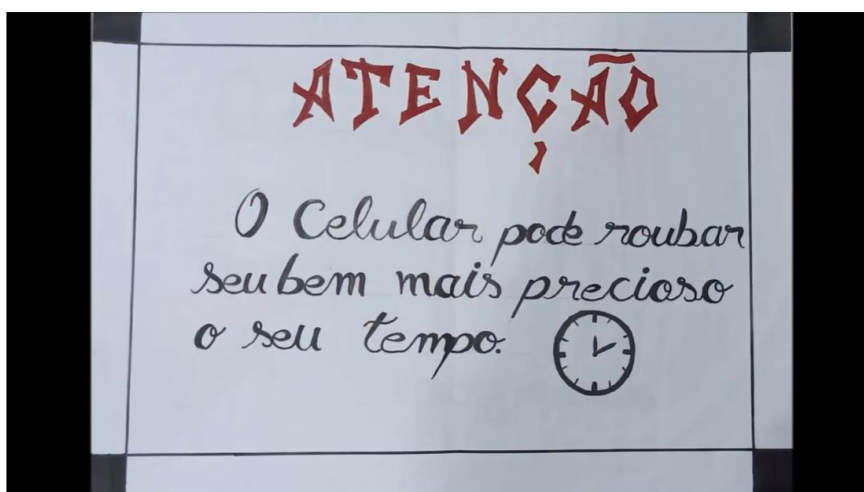 ATENÇÃO
O Celular pode roubar
seu bem mais precioso
o seu tempo.